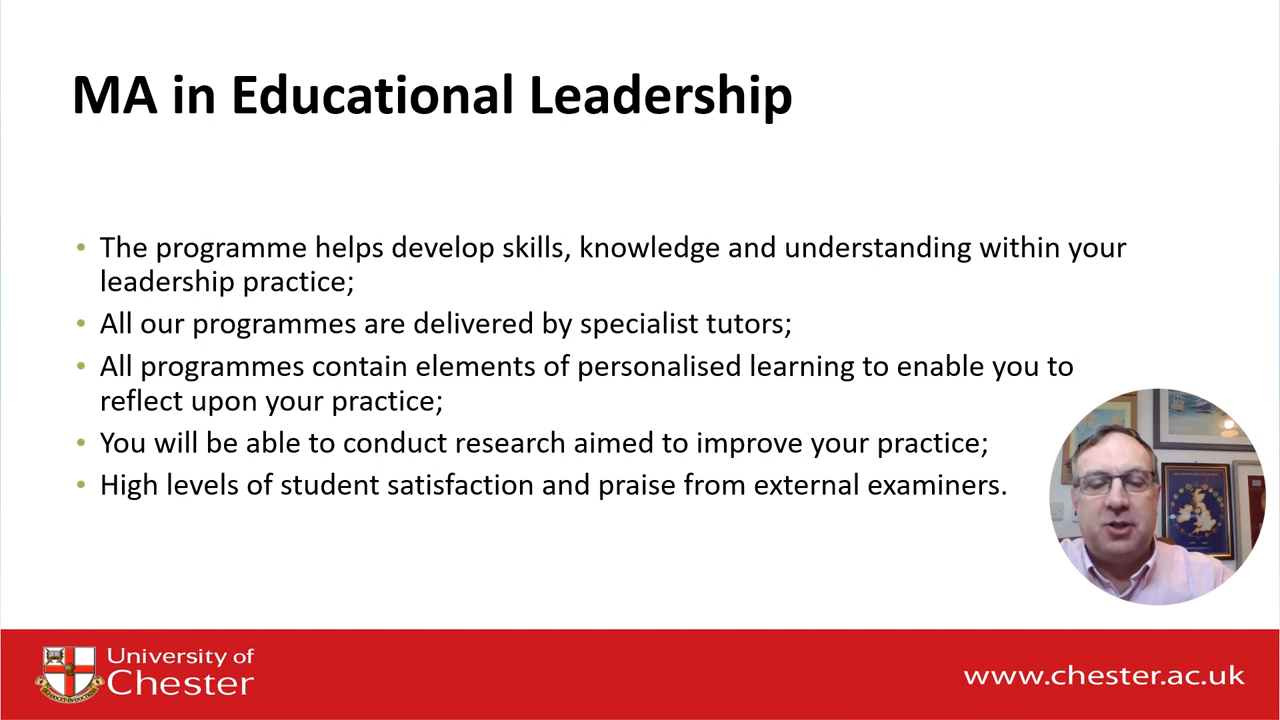 MA in Educational Leadership
• The programme helps develop skills, knowledge and understanding within your
leadership practice;
• All our programmes are delivered by specialist tutors;
• All programmes contain elements of personalised learning to enable you to
reflect upon your practice;
• You will be able to conduct research aimed to improve your practice;
• High levels of student satisfaction and praise from external examiners.
University of
Chester
www.chester.ac.uk